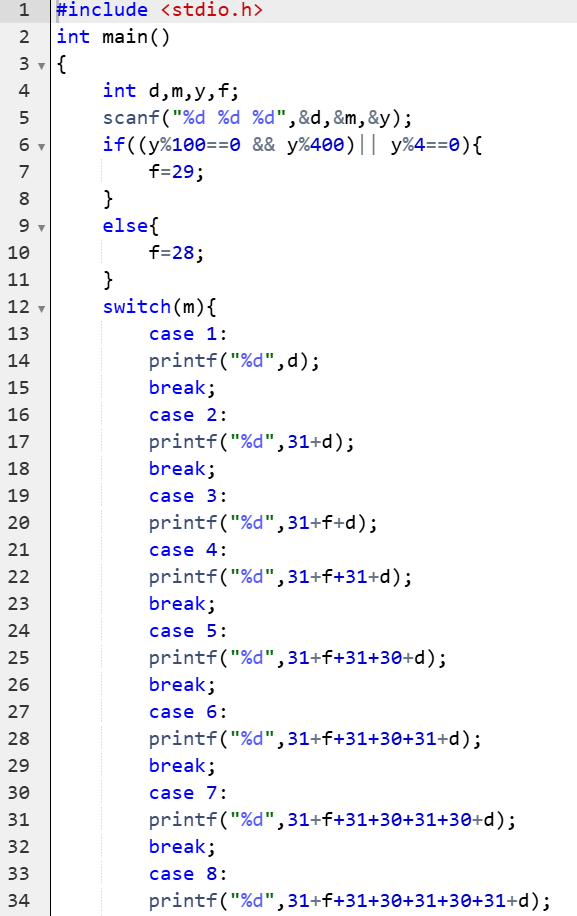 1 #include <stdio.h>
2 int main()
3 {
4 int d,m,y,f;
5 scanf("%d %d %d",&d,&m,&y);
6 if((y%100==0 && y%400)|| y%4==0){
7 f=29;
8 }
9 else{
10 f=28;
11 }
12 switch(m){
13 case 1:
14 printf("%d",d);
15 break;
16 case 2:
17 printf("%d",31+d);
18 break;
19 case 3:
20 printf("%d",31+f+d);
21 case 4:
22 printf("%d",31+f+31+d);
23 break;
24 case 5:
25 printf("%d",31+f+31+30+d);
26 break;
27 case 6:
28 printf("%d",31+f+31+30+31+d);
29 break;
30 case 7:
31 printf("%d",31+f+31+30+31+30+d);
32 break;
33 case 8:
34 printf("%d",31+f+31+30+31+30+31+d);